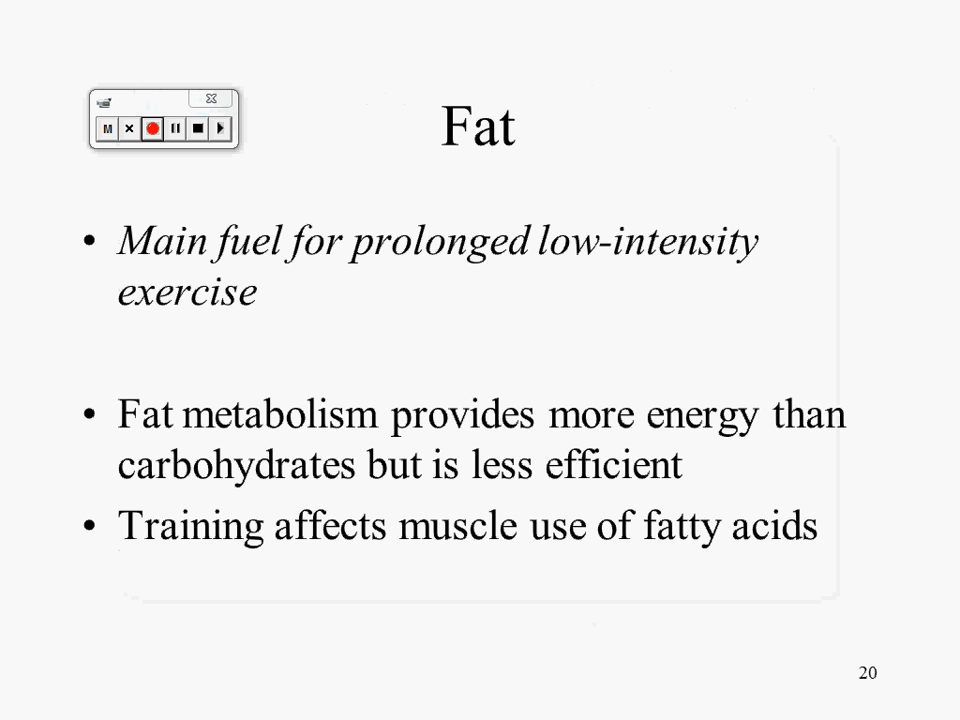 M
Fat
• Main fuel for prolonged low-intensity
exercise
• Fat metabolism provides more energy than
carbohydrates but is less efficient
• Training affects muscle use of fatty acids
20